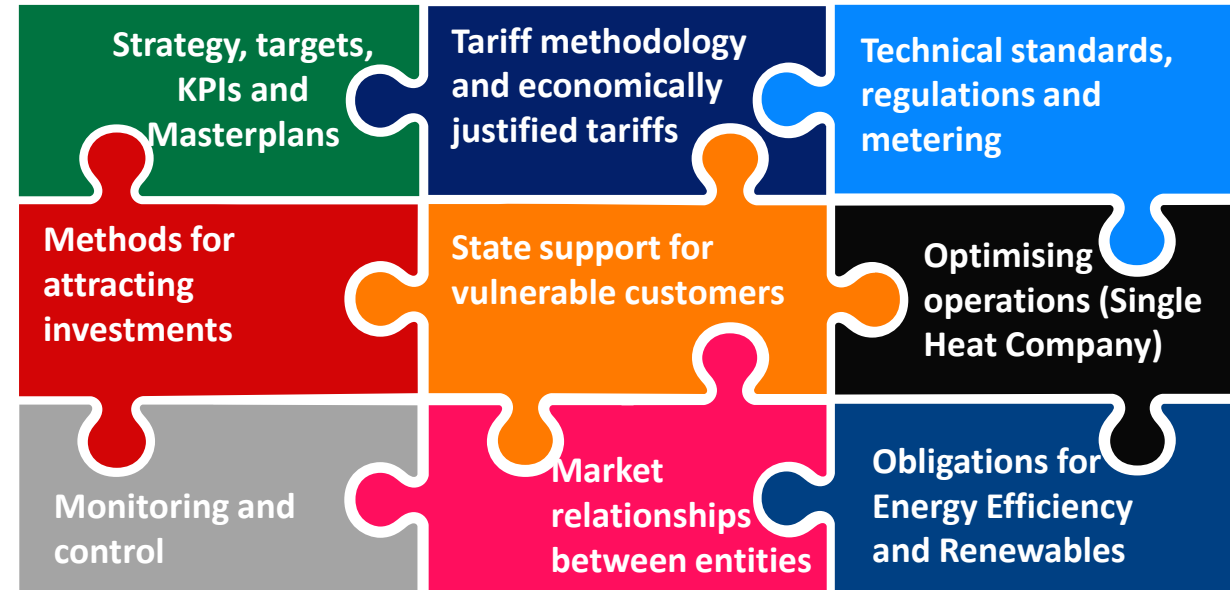 Strategy, targets,
KPIs and
Masterplans
Tariff methodology
and economically
justified tariffs
Technical standards,
regulations and
metering
Methods for
attracting
investments
State support for
vulnerable customers
Optimising
operations (Single
Heat Company)
Monitoring and
control
Market
relationships
between entities
Obligations for
Energy Efficiency
and Renewables